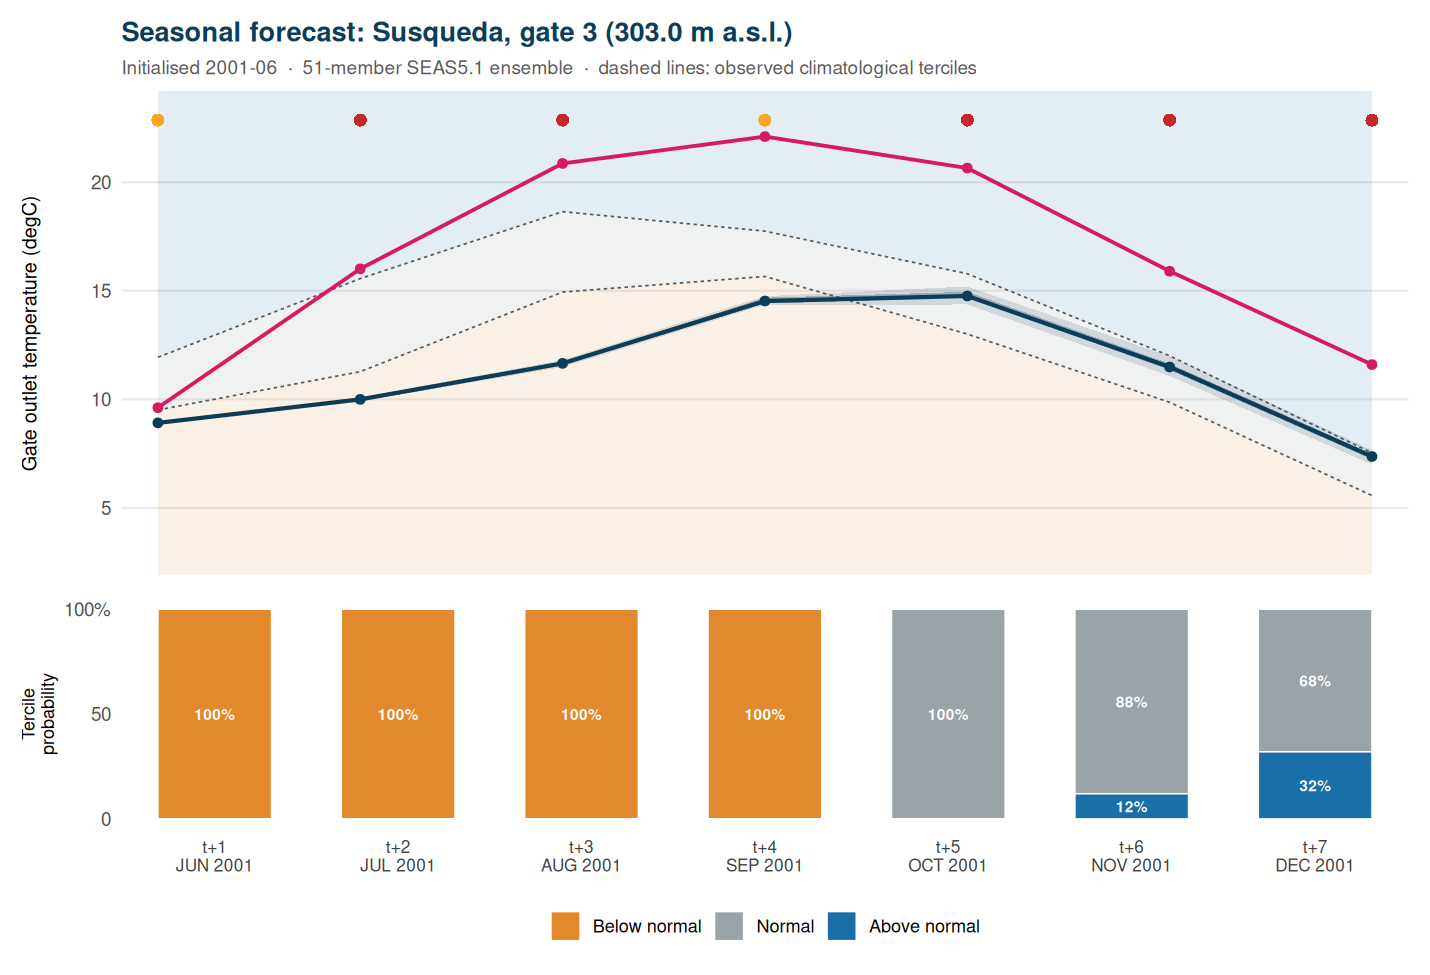 Seasonal forecast: Susqueda, gate 3 (303.0 m a.s.l.)
Initialised 2001-06 · 51-member SEAS5.1 ensemble · dashed lines: observed climatological terciles
Gate outlet temperature (degC)
20
15
10
5
Tercile
probability
100%
50
0
100%
100%
100%
100%
100%
88%
12%
68%
32%
t+1
JUN 2001
t+2
JUL 2001
t+3
AUG 2001
t+4
SEP 2001
t+5
OCT 2001
t+6
NOV 2001
t+7
DEC 2001
Below normal
Normal
Above normal